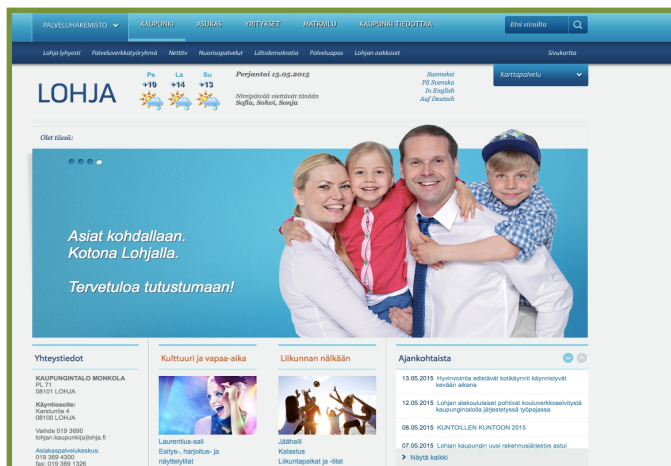 PALVELUHAKEMISTO KAUPUNKI ASUKAS YRITYKSET MATKAILU KAUPUNKI TIEDOTTAA Etsi sivuilta
Lohja lyhyesti Palveluverkkotyöryhmä Nettitv Nuorisopalvelut Lähidemokratia Palveluopas Lohjan aakkoset Sivukartta
LOHJA
Pe La Su
+10 +14 +13
Perjantai 15.05.2015
Nimipäivää viettävät tänään
Sofia, Sohvi, Sonja
Suomeksi
På Svenska
In English
Auf Deutsch
Karttapalvelu
Olet tässä:
Asiat kohdallaan.
Kotona Lohjalla.
Tervetuloa tutustumaan!
Yhteystiedot
KAUPUNGINTALO MONKOLA
PL 71
08101 LOHJA
Käyntiosoite:
Karstuntie 4
08100 LOHJA
Vaihde 019 3690
lohjan.kaupunki(a)lohja.fi
Asiakaspalvelukeskus:
019 369 4300
fax: 019 369 1326
Kulttuuri ja vapaa-aika
Laurentius-sali
Esitys-, harjoitus- ja
näyttelytilat
Liikunnan nälkään
Jäähalli
Kalastus
Liikuntapaikat ja -tilat
Ajankohtaista
13.05.2015 Hyvinvointia edistävät kotikäynnit käynnistyvät
kevään aikana
12.05.2015 Lohjan alakoululaiset pohtivat kouluverkkoselvitystä
kaupungintalolla järjestetyssä työpajassa
08.05.2015 KUNTOILLEN KUNTOON 2015
07.05.2015 Lohjan kaupungin uusi rakennusjärjestys astui
Näytä kaikki